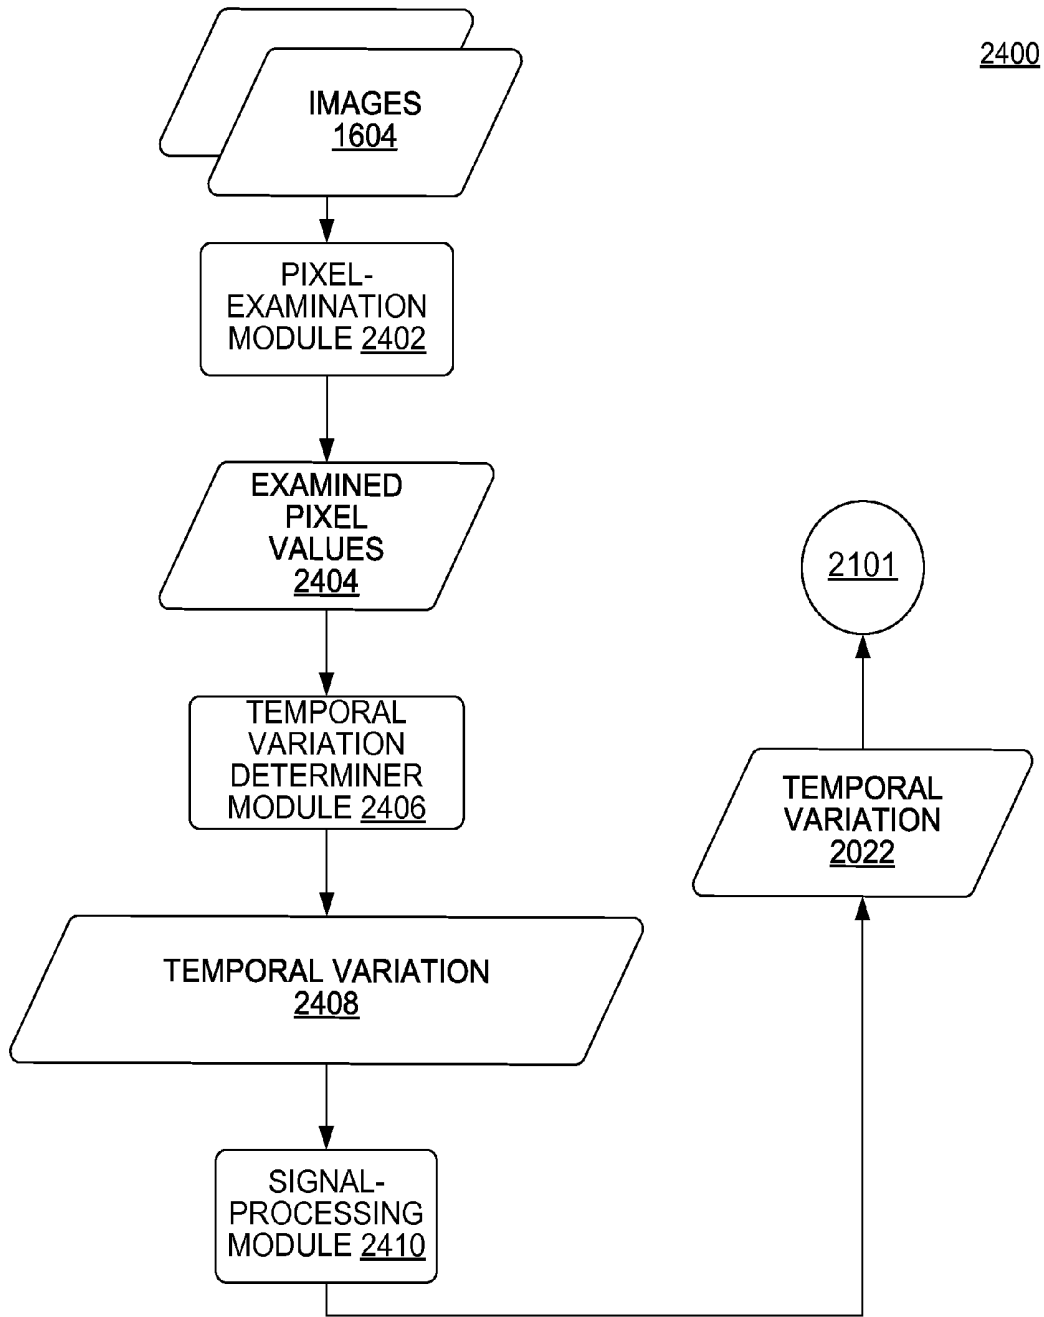 2400
IMAGES
1604
PIXEL-
EXAMINATION
MODULE 2402
EXAMINED
PIXEL
VALUES
2404
TEMPORAL
VARIATION
DETERMINER
MODULE 2406
TEMPORAL VARIATION
2408
SIGNAL-
PROCESSING
MODULE 2410
TEMPORAL
VARIATION
2022
2101